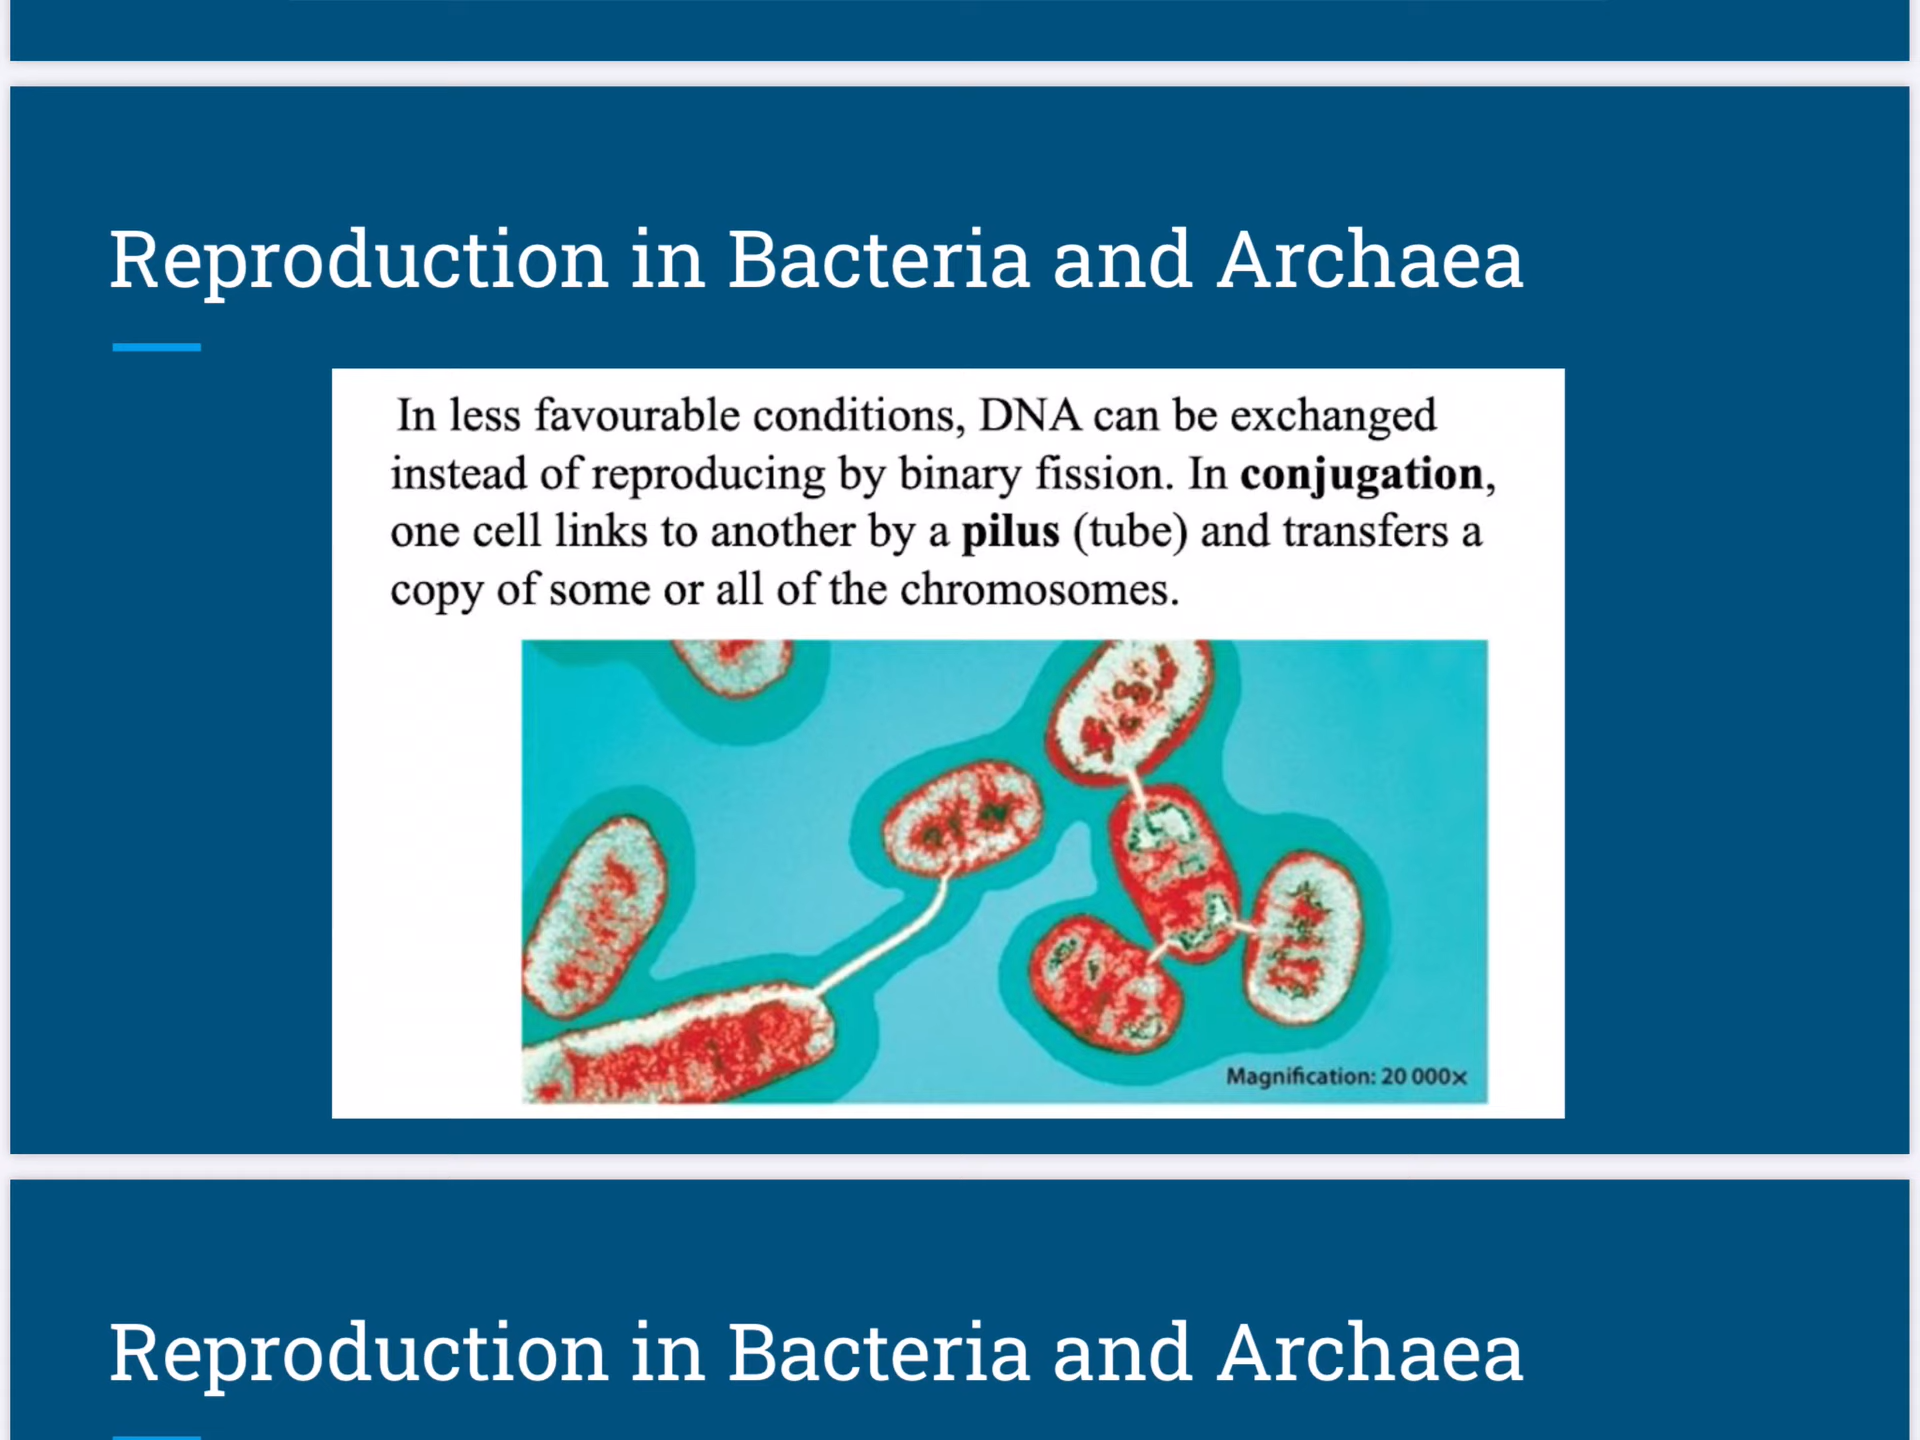 Reproduction in Bacteria and Archaea
In less favourable conditions, DNA can be exchanged
instead of reproducing by binary fission. In conjugation,
one cell links to another by a pilus (tube) and transfers a
copy of some or all of the chromosomes.
Magnification: 20 000x
Reproduction in Bacteria and Archaea